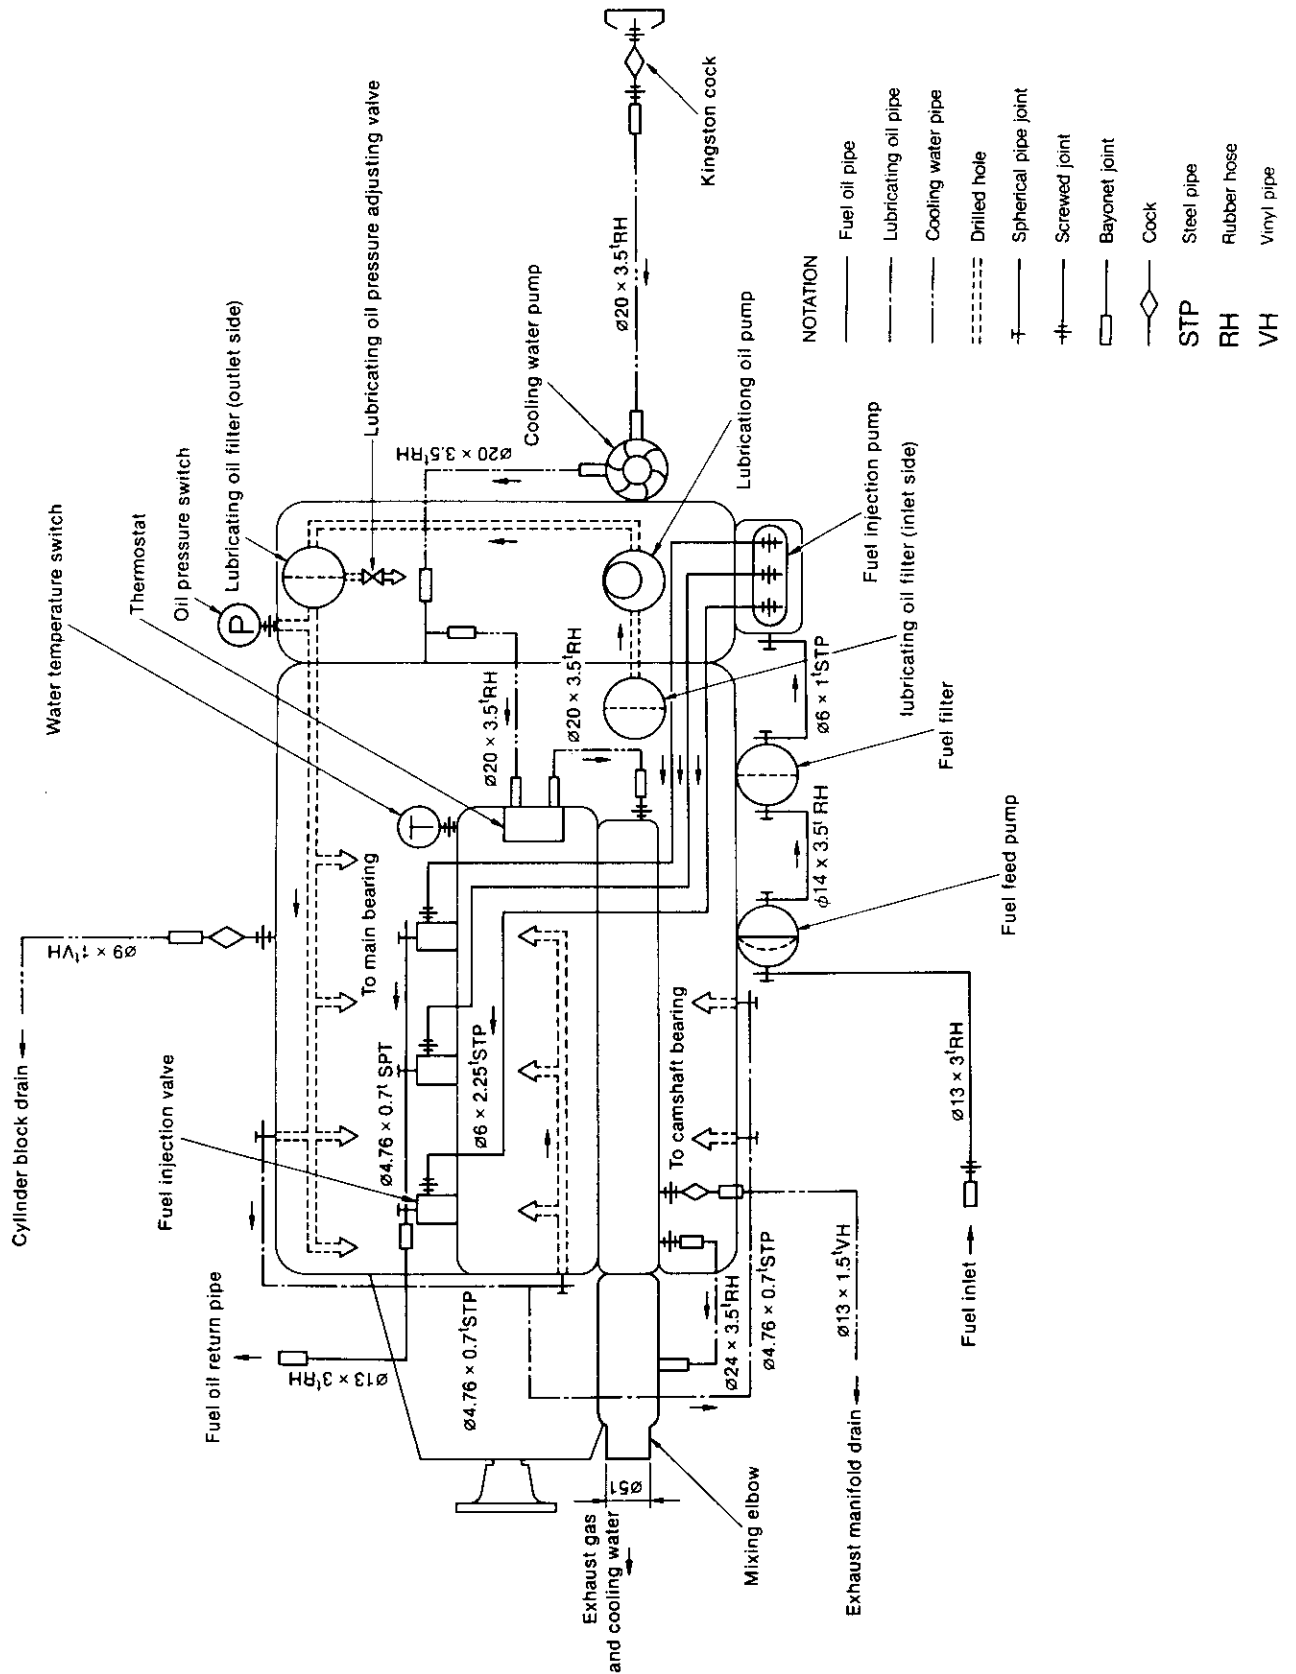 Cylinder block drain
Fuel oil return pipe
Fuel injection valve
Water temperature switch
Thermostat
Oil pressure switch
Lubricating oil filter (outlet side)
Lubricating oil pressure adjusting valve
Cooling water pump
Lubricationg oil pump
Fuel injection pump
lubricating oil filter (inlet side)
Fuel filter
Fuel feed pump
Kingston cock
ø20 × 3.5ᵗRH
ø20 × 3.5ᵗRH
ø20 × 3.5ᵗRH
ø20 × 3.5ᵗRH
P
T
To main bearing
To camshaft bearing
ø13 × 3ᵗRH
ø4.76 × 0.7ᵗ SPT
ø6 × 2.25ᵗSTP
ø4.76 × 0.7ᵗSTP
ø24 × 3.5ᵗRH
ø4.76 × 0.7ᵗSTP
ø13 × 1.5ᵗVH
ø6 × 1ᵗSTP
ϕ14 × 3.5ᵗ RH
ø13 × 3ᵗRH
Fuel inlet
Exhaust manifold drain
Mixing elbow
ø51
Exhaust gas
and cooling water
NOTATION
Fuel oil pipe
Lubricating oil pipe
Cooling water pipe
Drilled hole
Spherical pipe joint
Screwed joint
Bayonet joint
Cock
STP Steel pipe
RH Rubber hose
VH Vinyl pipe